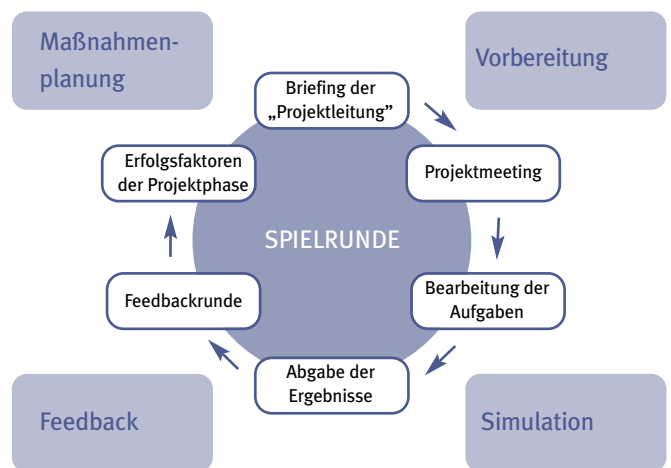 Maßnahmen-
planung
Vorbereitung
Briefing der
„Projektleitung”
Erfolgsfaktoren
der Projektphase
Projektmeeting
SPIELRUNDE
Feedbackrunde
Bearbeitung der
Aufgaben
Abgabe der
Ergebnisse
Feedback
Simulation